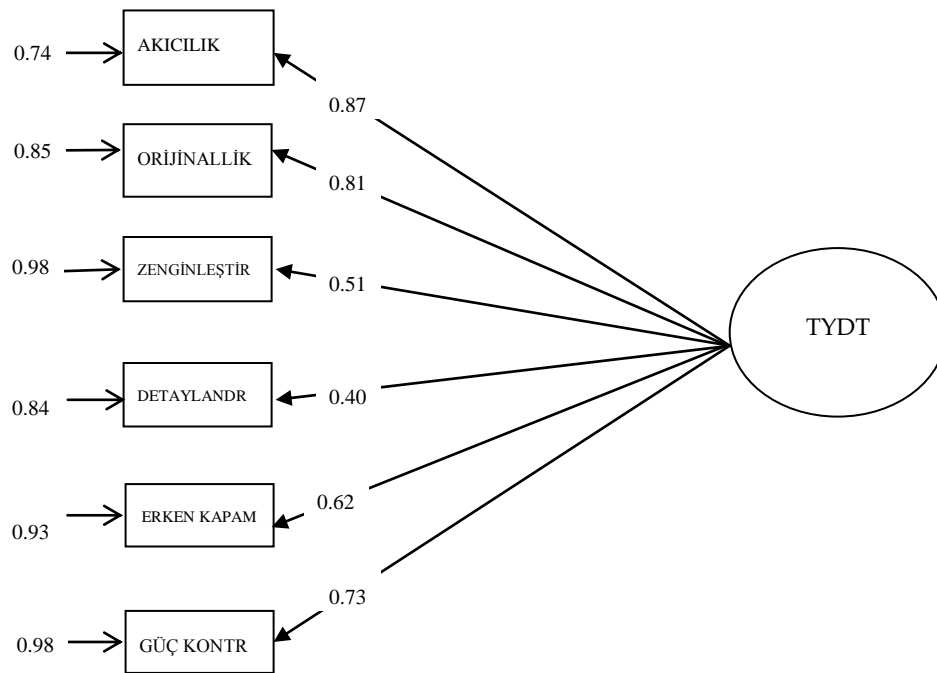 0.74
AKICILIK
0.87
0.85
ORİJİNALLİK
0.81
0.98
ZENGİNLEŞTİR
0.51
TYDT
0.84
DETAYLANDR
0.40
0.93
ERKEN KAPAM
0.62
0.98
GÜÇ KONTR
0.73